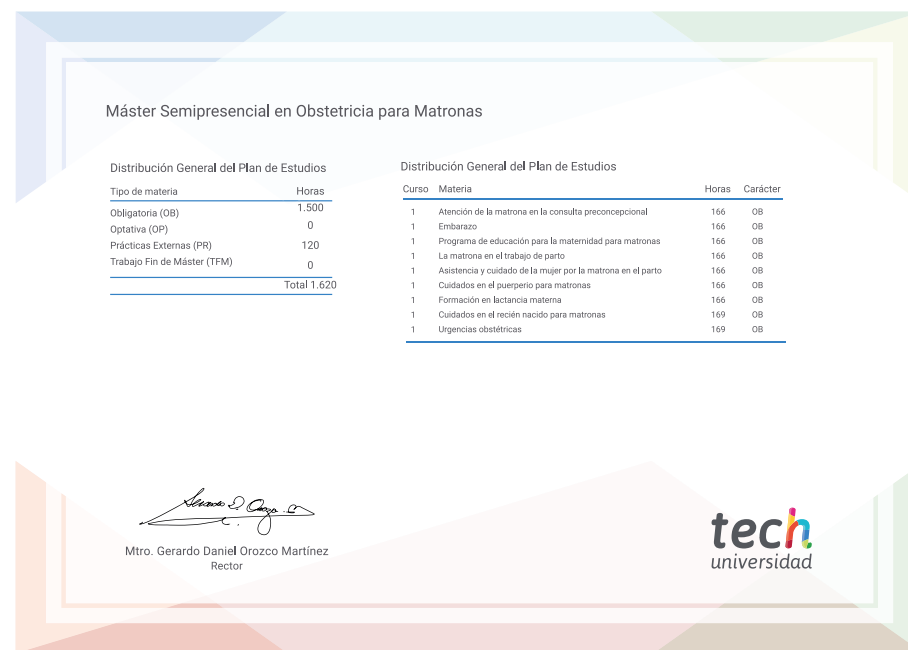 Máster Semipresencial en Obstetricia para Matronas
Distribución General del Plan de Estudios
Tipo de materia Horas
Obligatoria (OB) 1.500
Optativa (OP) 0
Prácticas Externas (PR) 120
Trabajo Fin de Máster (TFM) 0
Total 1.620
Distribución General del Plan de Estudios
Curso Materia Horas Carácter
1 Atención de la matrona en la consulta preconcepcional 166 OB
1 Embarazo 166 OB
1 Programa de educación para la maternidad para matronas 166 OB
1 La matrona en el trabajo de parto 166 OB
1 Asistencia y cuidado de la mujer por la matrona en el parto 166 OB
1 Cuidados en el puerperio para matronas 166 OB
1 Formación en lactancia materna 166 OB
1 Cuidados en el recién nacido para matronas 169 OB
1 Urgencias obstétricas 169 OB
Mtro. Gerardo Daniel Orozco Martínez
Rector
tech
universidad